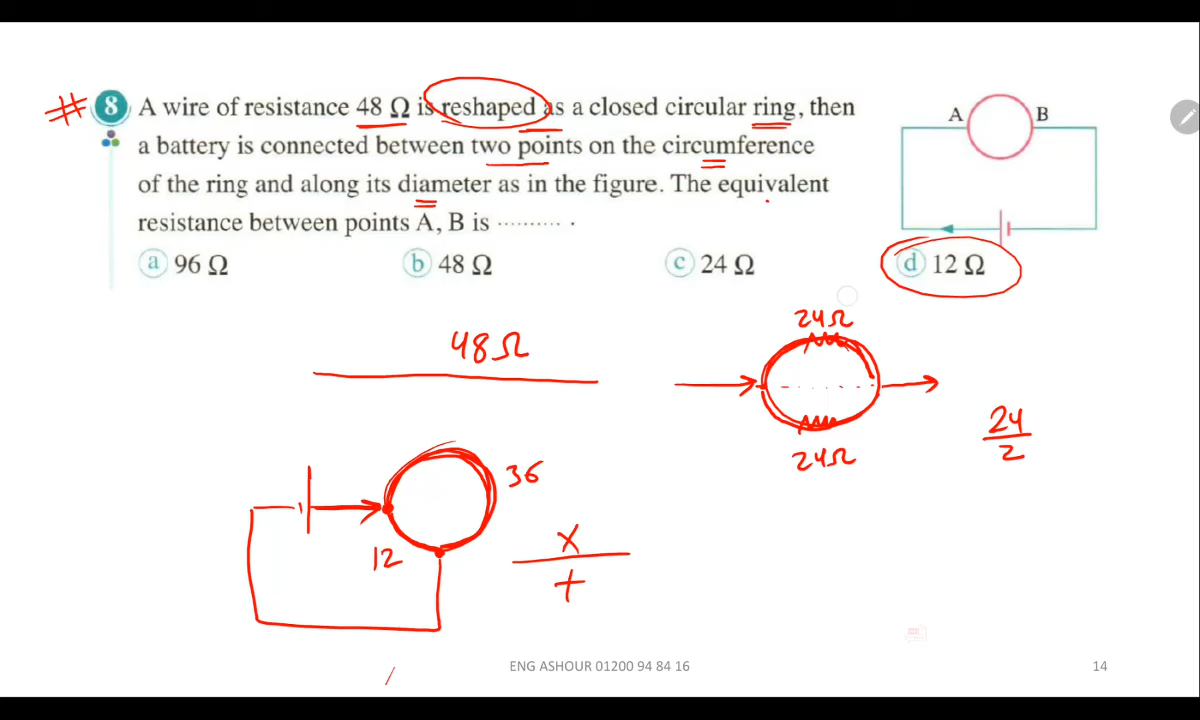 # 8 A wire of resistance 48 Ω is reshaped as a closed circular ring, then
a battery is connected between two points on the circumference
of the ring and along its diameter as in the figure. The equivalent
resistance between points A, B is .......... .
a 96 Ω b 48 Ω c 24 Ω d 12 Ω
A B
48Ω
24Ω
24Ω
24
2
36
12
x
+
ENG ASHOUR 01200 94 84 16
14